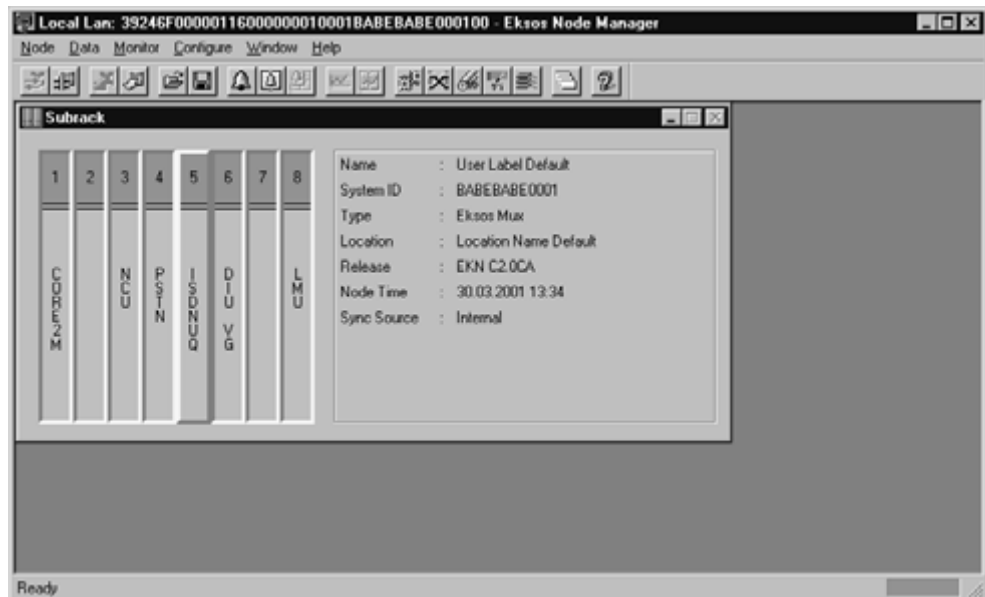 Local Lan: 39246F00000116000000010001BABEBABE000100 - Eksos Node Manager
Node Data Monitor Configure Window Help
Subrack
1 2 3 4 5 6 7 8
CURE2M
NCU
PSTN
ISDNUQ
DIU VG
LMU
Name : User Label Default
System ID : BABEBABE0001
Type : Eksos Mux
Location : Location Name Default
Release : EKN C2.0CA
Node Time : 30.03.2001 13:34
Sync Source : Internal
Ready